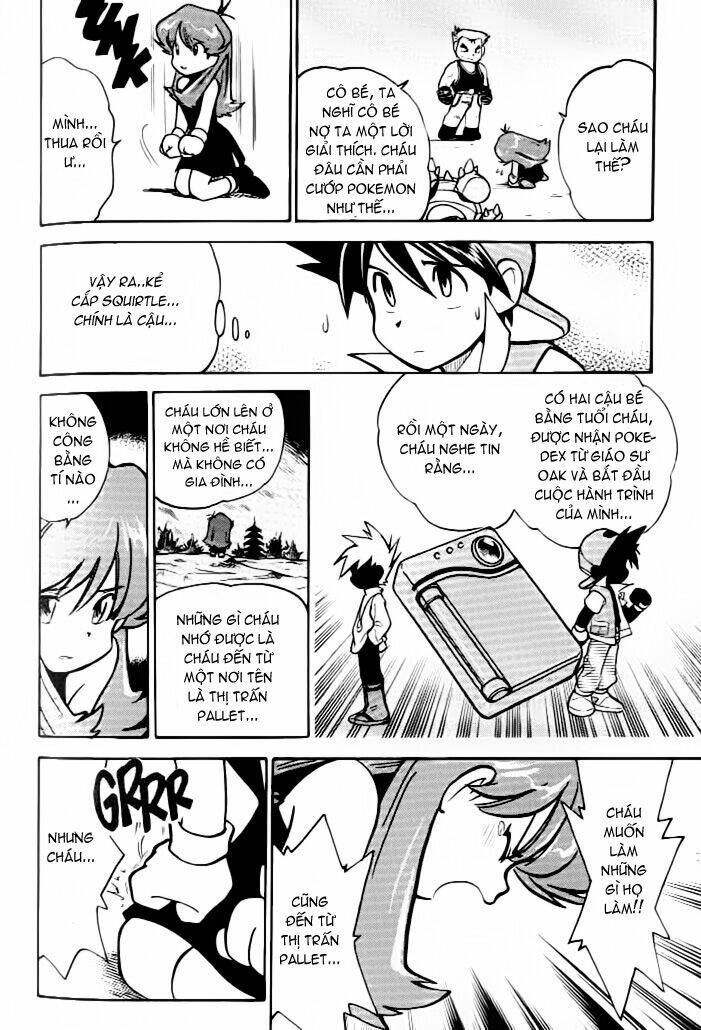 UNK
MÌNH...
THUA RỒI
Ư...
CÔ BÉ, TA
NGHĨ CÔ BÉ
NỢ TA MỘT LỜI
GIẢI THÍCH. CHÁU
ĐÂU CẦN PHẢI
CƯỚP POKEMON
NHƯ THẾ...
SAO CHÁU
LẠI LÀM
THẾ?
VẬY RA..KẺ
CẮP SQUIRTLE...
CHÍNH LÀ CẬU...
KHÔNG
CÔNG
BẰNG
TÍ NÀO
...
CHÁU LỚN LÊN Ở
MỘT NƠI CHÁU
KHÔNG HỀ BIẾT...
MÀ KHÔNG CÓ
GIA ĐÌNH...
NHỮNG GÌ CHÁU
NHỚ ĐƯỢC LÀ
CHÁU ĐẾN TỪ
MỘT NƠI TÊN
LÀ THỊ TRẤN
PALLET...
RỒI MỘT NGÀY,
CHÁU NGHE TIN
RẰNG...
CÓ HAI CẬU BÉ
BẰNG TUỔI CHÁU,
ĐƯỢC NHẬN POKE-
DEX TỪ GIÁO SƯ
OAK VÀ BẮT ĐẦU
CUỘC HÀNH TRÌNH
CỦA MÌNH...
GRRR
NHƯNG
CHÁU...
CŨNG
ĐẾN TỪ
THỊ TRẤN
PALLET...
CHÁU
MUỐN
LÀM
NHỮNG
GÌ HỌ
LÀM!!